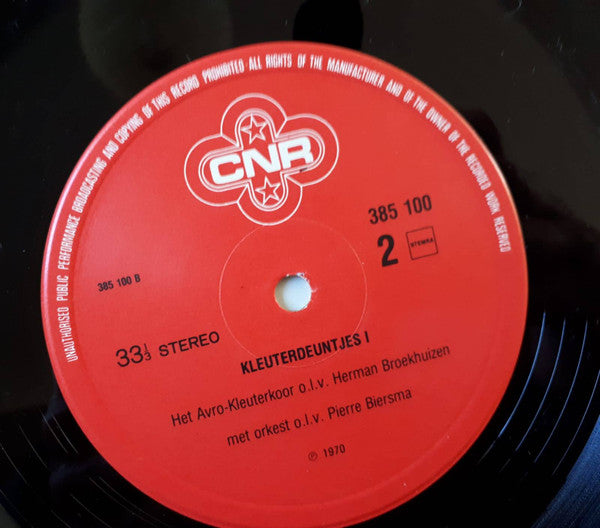 UNAUTHORISED PUBLIC PERFORMANCE BROADCASTING AND COPYING OF THIS RECORD PROHIBITED ALL RIGHTS OF THE MANUFACTURER AND OF THE OWNER OF THE RECORDED WORK RESERVED
CNR
385 100
2
STEMRA
385 100 B
33⅓ STEREO
KLEUTERDEUNTJES I
Het Avro-Kleuterkoor o.l.v. Herman Broekhuizen
met orkest o.l.v. Pierre Biersma
℗ 1970